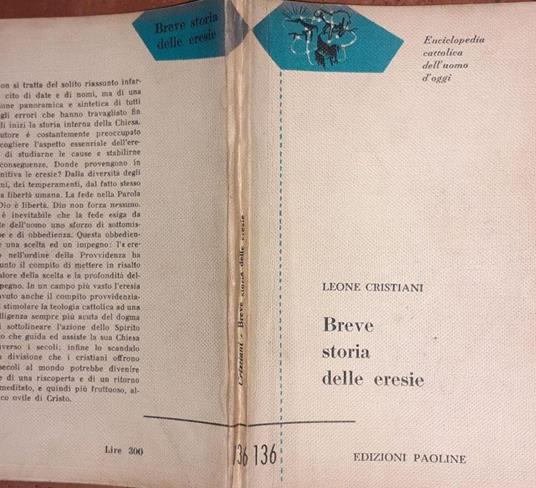 Breve storia
delle eresie
on si tratta del solito riassunto infar-
cito di date e di nomi, ma di una
ione panoramica e sintetica di tutti
gli errori che hanno travagliato fin
li inizi la storia interna della Chiesa.
utore è costantemente preoccupato
cogliere l'aspetto essenziale dell'ere-
di studiarne le cause e stabilirne
conseguenze. Donde provengono in
nitiva le eresie? Dalla diversità degli
ni, dei temperamenti, dal fatto stesso
a libertà umana. La fede nella Parola
Dio è libertà. Dio non forza nessuno.
è inevitabile che la fede esiga da
te dell'uomo uno sforzo di sottomis-
e e di obbedienza. Questa obbedien-
e una scelta ed un impegno: l'ere-
o nell'ordine della Provvidenza ha
unto il compito di mettere in risalto
alore della scelta e la profondità del-
pegno. In un campo più vasto l'eresia
avuto anche il compito provvidenzia-
i stimolare la teologia cattolica ad una
lligenza sempre più acuta del dogma
i sottolineare l'azione dello Spirito
o che guida ed assiste la sua Chiesa
verso i secoli; infine lo scandalo
a divisione che i cristiani offrono
secoli al mondo potrebbe divenire
e di una riscoperta e di un ritorno
meditato, e quindi più fruttuoso, al-
co ovile di Cristo.
Lire 300
Cristiani - Breve storia delle eresie
136
136
Enciclopedia
cattolica
dell'uomo
d'oggi
LEONE CRISTIANI
Breve
storia
delle eresie
EDIZIONI PAOLINE